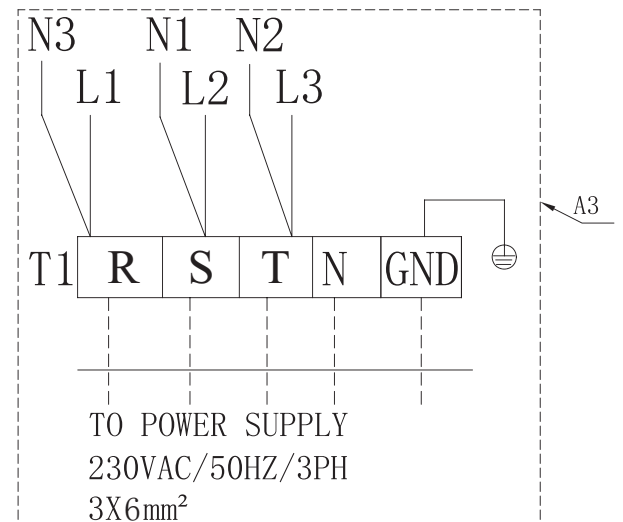 N3 N1 N2
L1 L2 L3
A3
T1 R S T N GND
TO POWER SUPPLY
230VAC/50HZ/3PH
3X6mm²